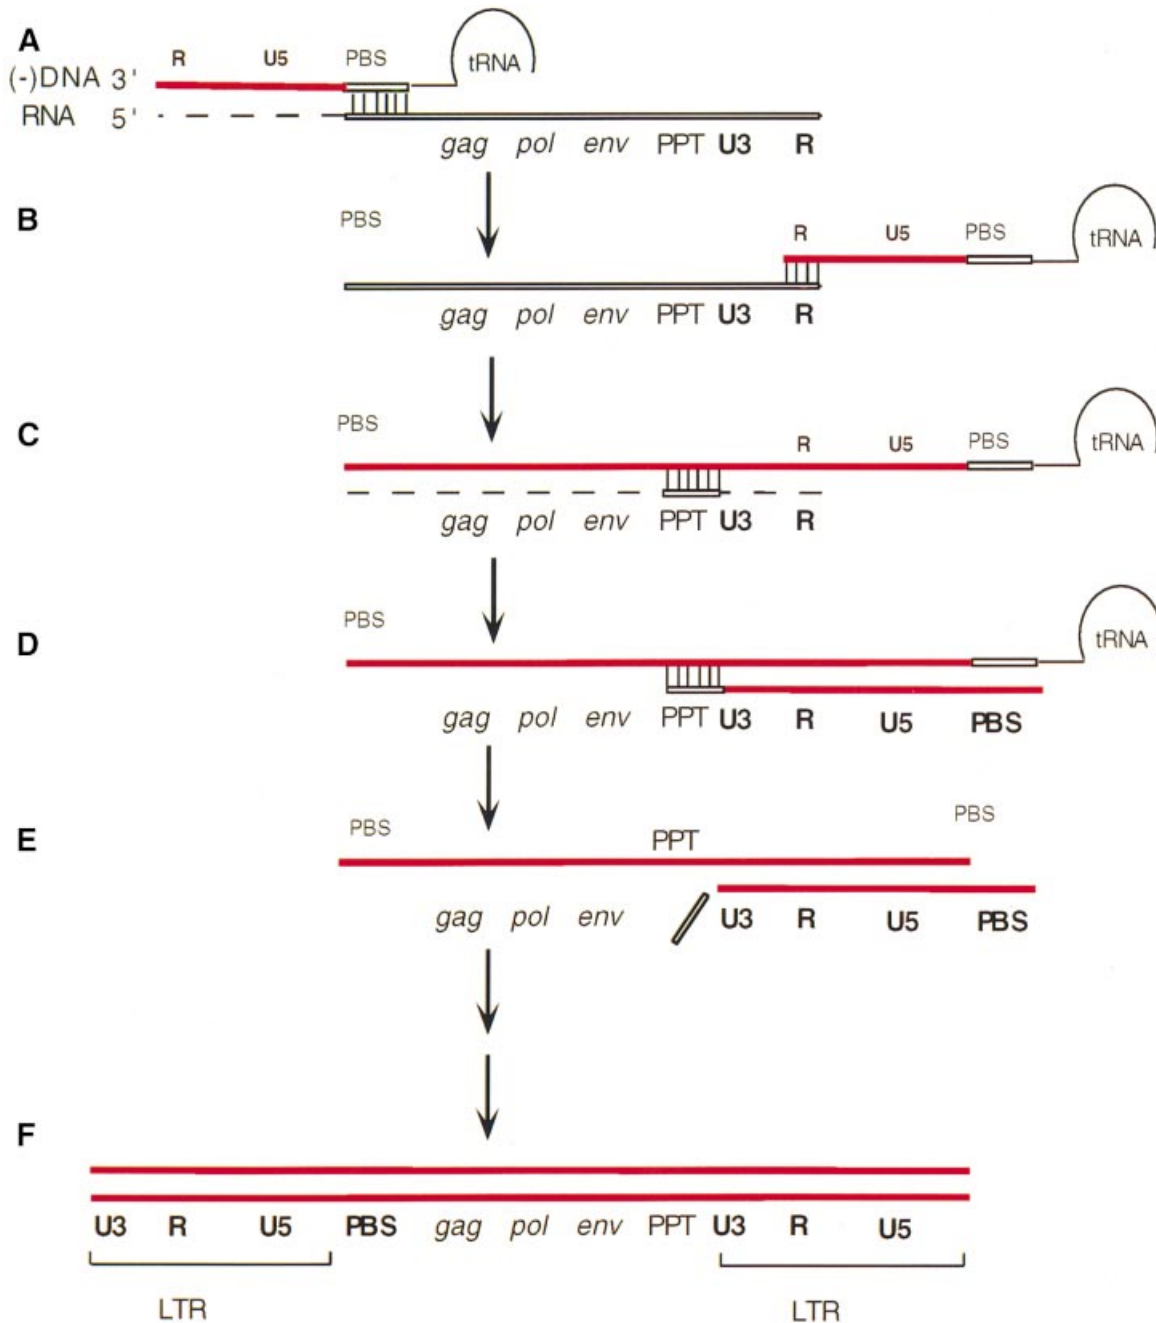 A
R U5 PBS tRNA
(-)DNA 3'
RNA 5'
gag pol env PPT U3 R
B
PBS R U5 PBS tRNA
gag pol env PPT U3 R
C
PBS R U5 PBS tRNA
gag pol env PPT U3 R
D
PBS tRNA
gag pol env PPT U3 R U5 PBS
E
PBS PPT PBS
gag pol env U3 R U5 PBS
F
U3 R U5 PBS gag pol env PPT U3 R U5
LTR LTR